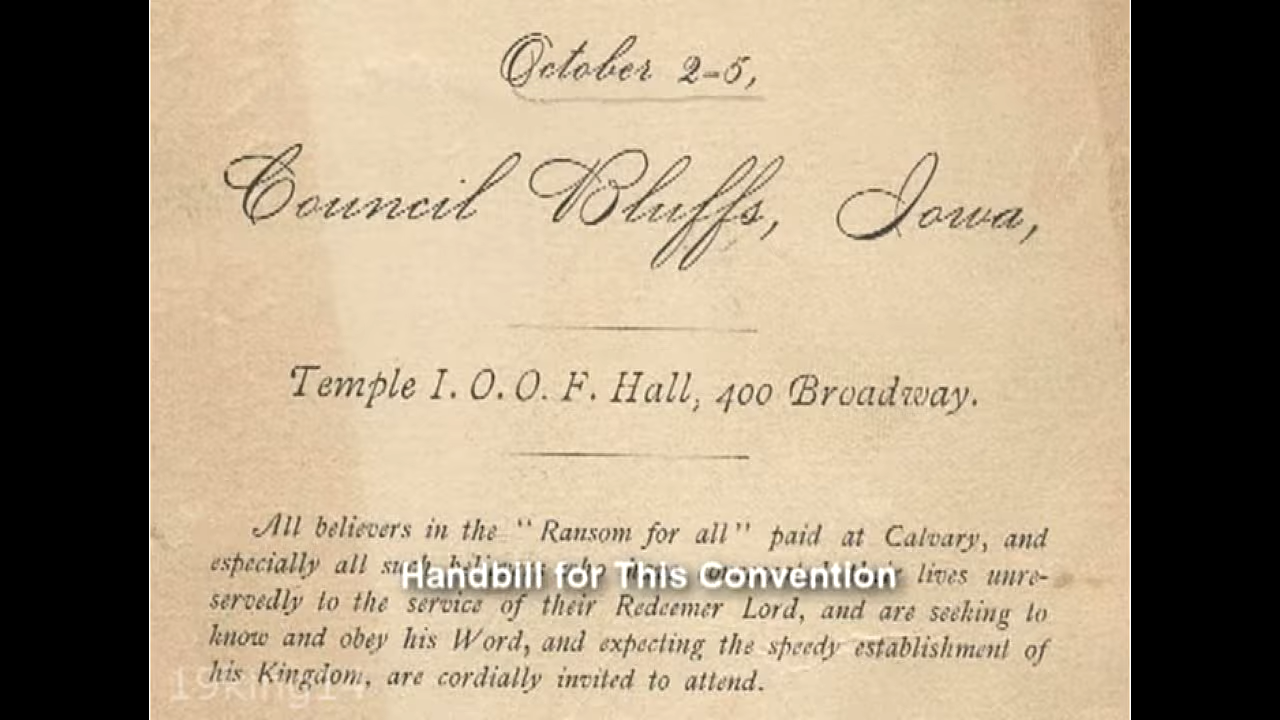 October 2-5,
Council Bluffs, Iowa,
Temple I. O. O. F. Hall, 400 Broadway.
All believers in the "Ransom for all" paid at Calvary, and
especially all such lives unre-
Handbill for This Convention
servedly to the service of their Redeemer Lord, and are seeking to
know and obey his Word, and expecting the speedy establishment of
his Kingdom, are cordially invited to attend.
19king14